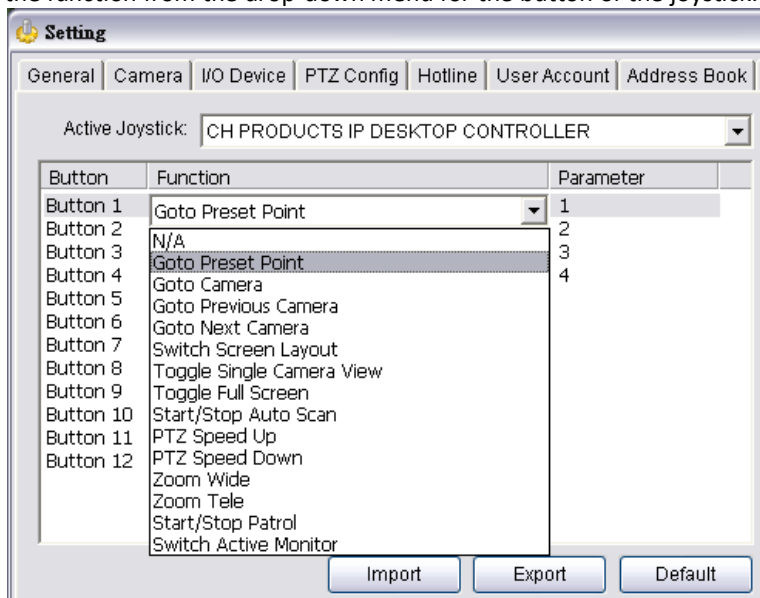 the function from the drop-down menu for the button of the joystick.
Setting
General Camera I/O Device PTZ Config Hotline User Account Address Book
Active Joystick: CH PRODUCTS IP DESKTOP CONTROLLER
Button Function Parameter
Button 1 Goto Preset Point 1
Button 2 N/A 2
Button 3 Goto Preset Point 3
Button 4 Goto Camera 4
Button 5 Goto Previous Camera
Button 6 Goto Next Camera
Button 7 Switch Screen Layout
Button 8 Toggle Single Camera View
Button 9 Toggle Full Screen
Button 10 Start/Stop Auto Scan
Button 11 PTZ Speed Up
Button 12 PTZ Speed Down
Zoom Wide
Zoom Tele
Start/Stop Patrol
Switch Active Monitor
Import Export Default